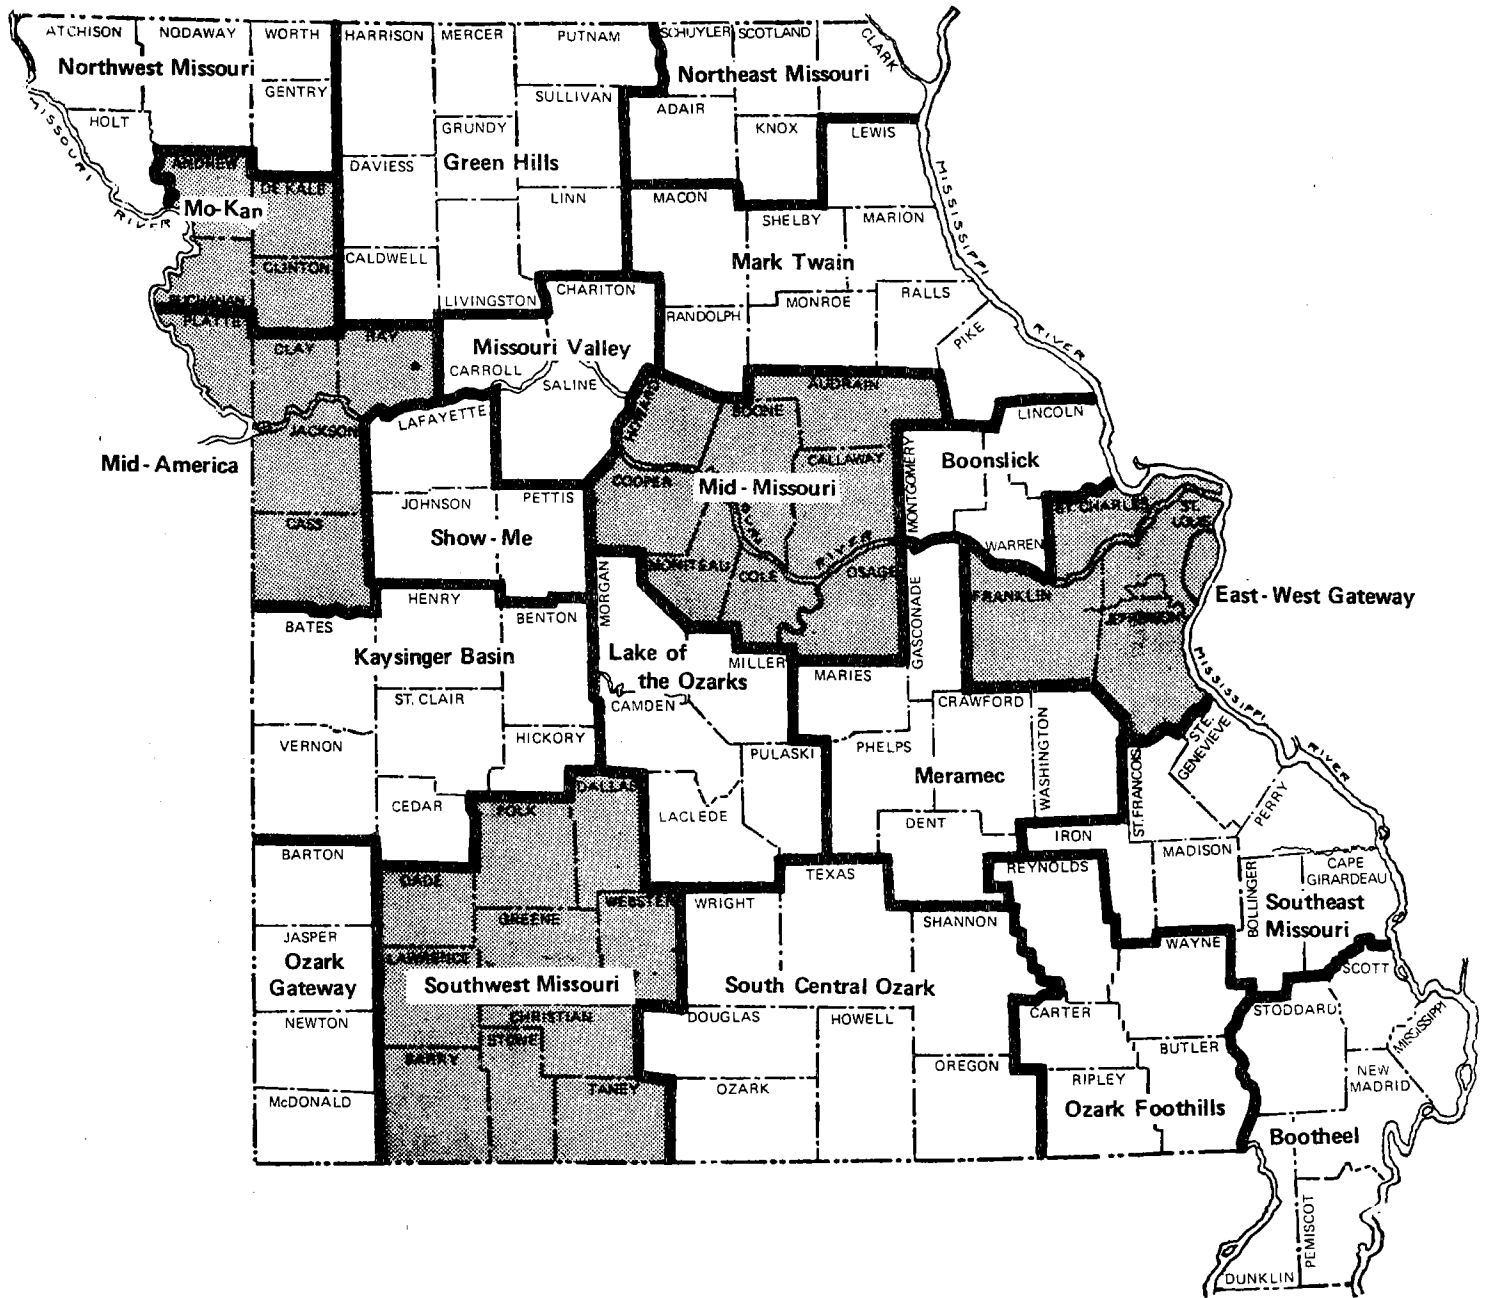 ATCHISON
NODAWAY
WORTH
HARRISON
MERCER
PUTNAM
SCHUYLER
SCOTLAND
CLARK
Northwest Missouri
Northeast Missouri
GENTRY
SULLIVAN
ADAIR
HOLT
GRUNDY
KNOX
LEWIS
MISSOURI
RIVER
ANDREW
DAVIESS
Green Hills
DE KALB
LINN
MACON
SHELBY
MARION
MISSISSIPPI
RIVER
Mo-Kan
CLINTON
CALDWELL
Mark Twain
BUCHANAN
LIVINGSTON
CHARITON
MONROE
RALLS
PLATTE
RANDOLPH
PIKE
CLAY
RAY
Missouri Valley
CARROLL
SALINE
AUDRAIN
HOWARD
BOONE
LINCOLN
LAFAYETTE
JACKSON
Mid-America
CALLAWAY
MONTGOMERY
Boonslick
COOPER
Mid-Missouri
JOHNSON
PETTIS
ST. CHARLES
ST.
LOUIS
CASS
Show-Me
RIVER
WARREN
MONITEAU
COLE
OSAGE
MORGAN
FRANKLIN
East-West Gateway
HENRY
BENTON
GASCONADE
JEFFERSON
BATES
Kaysinger Basin
Lake of
the Ozarks
MILLER
MARIES
MISSISSIPPI
RIVER
ST. CLAIR
CAMDEN
CRAWFORD
WASHINGTON
STE.
GENEVIEVE
VERNON
HICKORY
PULASKI
PHELPS
Meramec
ST. FRANCOIS
CEDAR
POLK
DALLAS
LACLEDE
DENT
IRON
PERRY
BARTON
MADISON
DADE
TEXAS
REYNOLDS
BOLLINGER
CAPE
GIRARDEAU
GREENE
WEBSTER
WRIGHT
SHANNON
Southeast
Missouri
JASPER
LAWRENCE
WAYNE
Ozark
Gateway
Southwest Missouri
South Central Ozark
SCOTT
NEWTON
CHRISTIAN
DOUGLAS
HOWELL
CARTER
STODDARD
MISSISSIPPI
STONE
BARRY
OREGON
BUTLER
McDONALD
TANEY
OZARK
RIPLEY
NEW
MADRID
Ozark Foothills
Bootheel
PEMISCOT
DUNKLIN